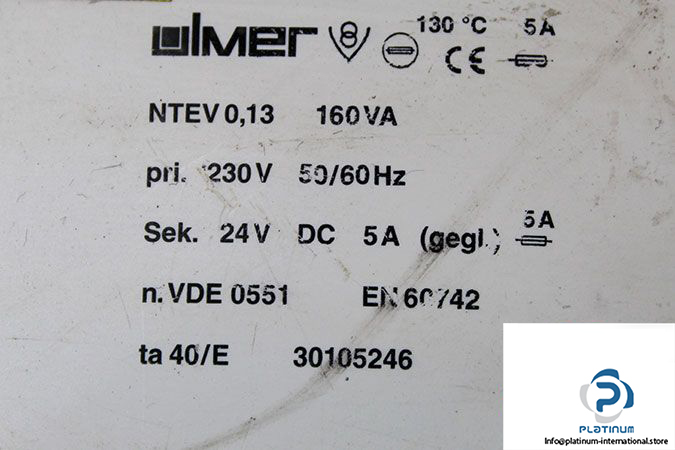 ulmer 130 °C 5A
CE
NTEV 0,13 160 VA
pri. 230 V 50/60 Hz
Sek. 24 V DC 5 A (gegl.) 5A
n. VDE 0551 EN 60742
ta 40/E 30105246
PLATINUM
Info@platinum-international.store